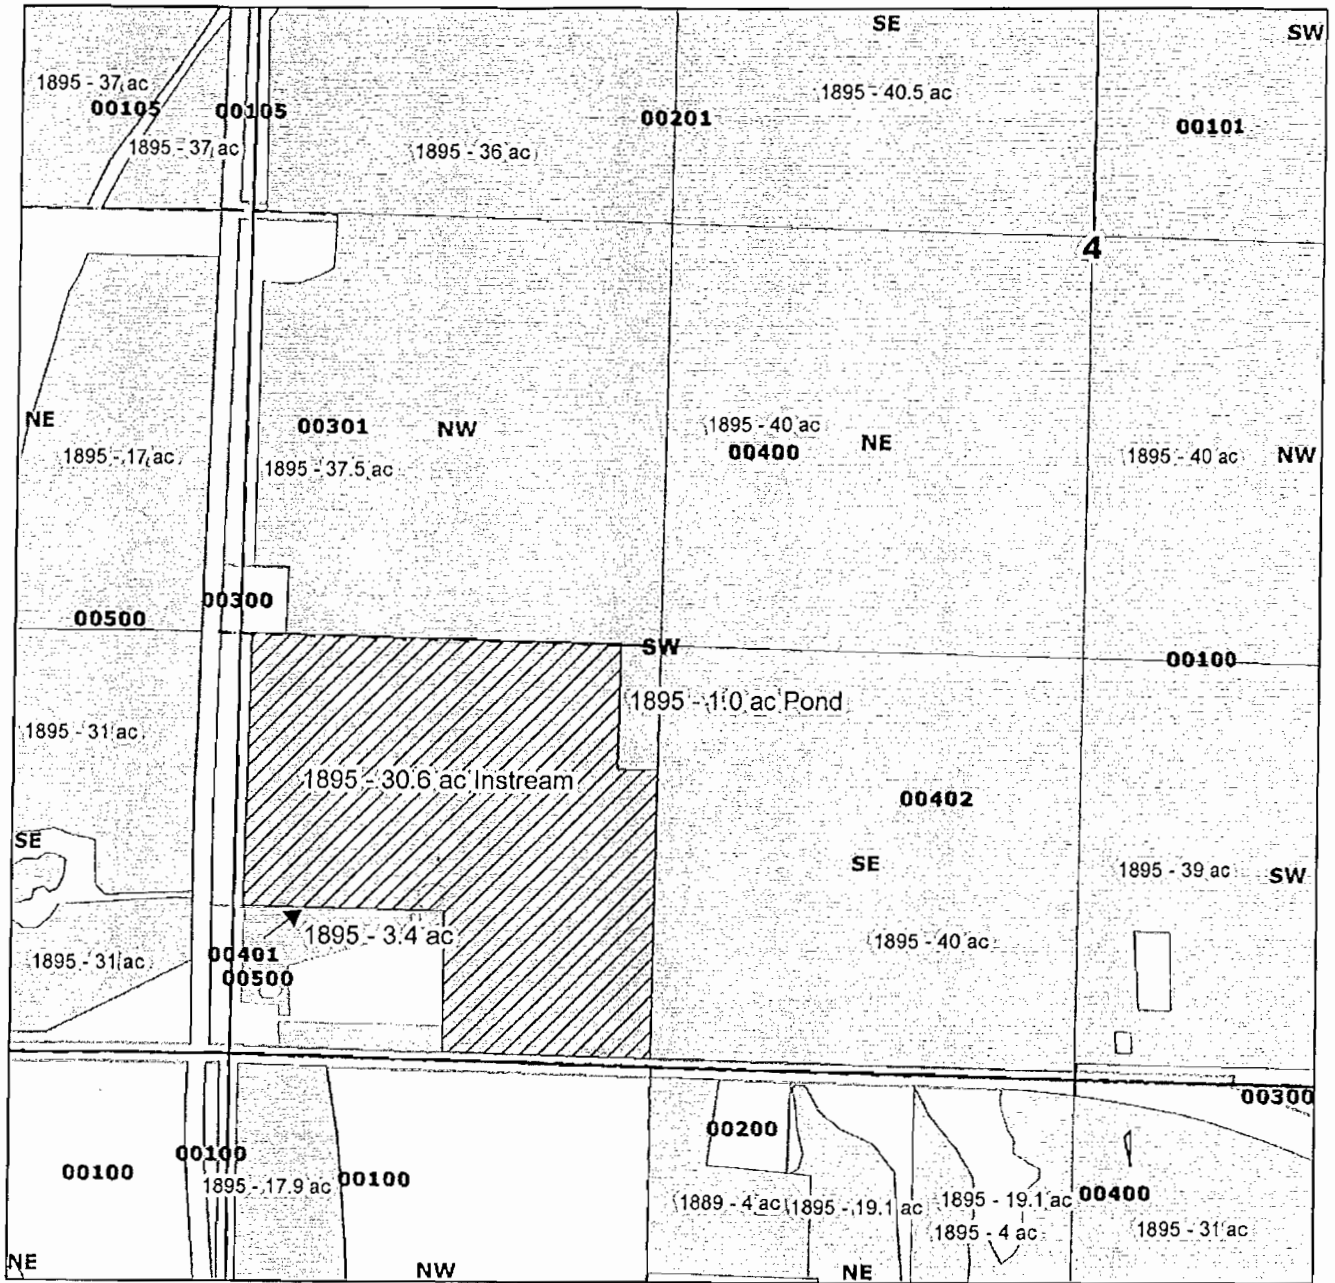 SE
SW
1895 - 37 ac
00105
00105
1895 - 40.5 ac
00201
00101
1895 - 37 ac
1895 - 36 ac
4
NE
00301
NW
1895 - 40 ac
00400
NE
1895 - 17 ac
1895 - 37.5 ac
1895 - 40 ac
NW
00300
00500
SW
00100
1895 - 1.0 ac Pond
1895 - 31 ac
1895 - 30.6 ac Instream
00402
SE
SE
1895 - 39 ac
SW
1895 - 3.4 ac
1895 - 40 ac
00401
1895 - 31 ac
00500
00300
00200
00100
00100
00100
1895 - 17.9 ac
00400
1889 - 4 ac
1895 - 19.1 ac
1895 - 19.1 ac
1895 - 4 ac
1895 - 31 ac
NE
NW
NE